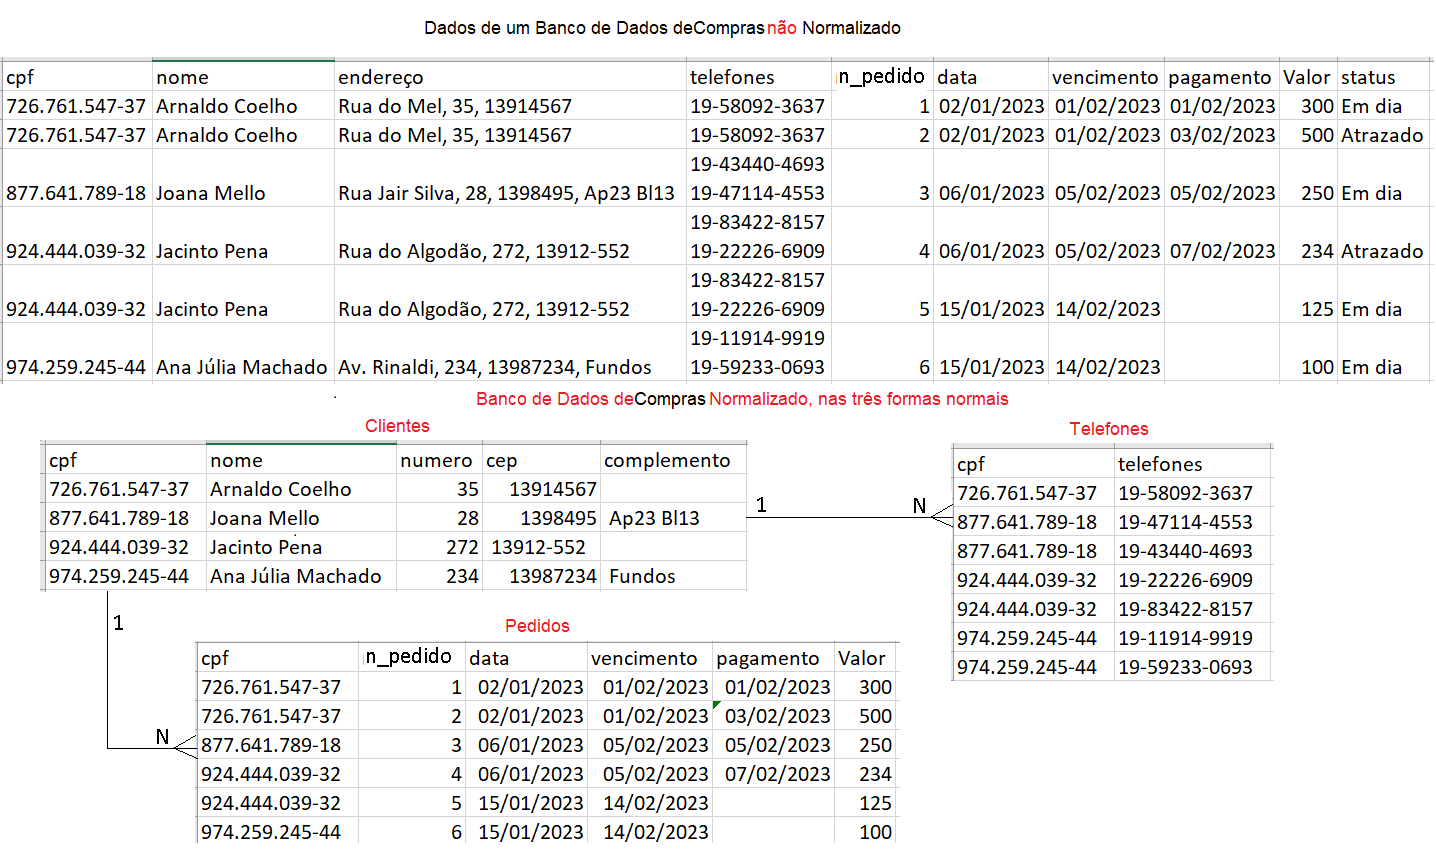 Dados de um Banco de Dados deCompras não Normalizado
cpf nome endereço telefones n_pedido data vencimento pagamento Valor status
726.761.547-37 Arnaldo Coelho Rua do Mel, 35, 13914567 19-58092-3637 1 02/01/2023 01/02/2023 01/02/2023 300 Em dia
726.761.547-37 Arnaldo Coelho Rua do Mel, 35, 13914567 19-58092-3637 2 02/01/2023 01/02/2023 03/02/2023 500 Atrazado
19-43440-4693
877.641.789-18 Joana Mello Rua Jair Silva, 28, 1398495, Ap23 Bl13 19-47114-4553 3 06/01/2023 05/02/2023 05/02/2023 250 Em dia
19-83422-8157
924.444.039-32 Jacinto Pena Rua do Algodão, 272, 13912-552 19-22226-6909 4 06/01/2023 05/02/2023 07/02/2023 234 Atrazado
19-83422-8157
924.444.039-32 Jacinto Pena Rua do Algodão, 272, 13912-552 19-22226-6909 5 15/01/2023 14/02/2023 125 Em dia
19-11914-9919
974.259.245-44 Ana Júlia Machado Av. Rinaldi, 234, 13987234, Fundos 19-59233-0693 6 15/01/2023 14/02/2023 100 Em dia
Banco de Dados deCompras Normalizado, nas três formas normais
Clientes
cpf nome numero cep complemento
726.761.547-37 Arnaldo Coelho 35 13914567
877.641.789-18 Joana Mello 28 1398495 Ap23 Bl13
924.444.039-32 Jacinto Pena 272 13912-552
974.259.245-44 Ana Júlia Machado 234 13987234 Fundos
1 N
Telefones
cpf telefones
726.761.547-37 19-58092-3637
877.641.789-18 19-47114-4553
877.641.789-18 19-43440-4693
924.444.039-32 19-22226-6909
924.444.039-32 19-83422-8157
974.259.245-44 19-11914-9919
974.259.245-44 19-59233-0693
1
N
Pedidos
cpf n_pedido data vencimento pagamento Valor
726.761.547-37 1 02/01/2023 01/02/2023 01/02/2023 300
726.761.547-37 2 02/01/2023 01/02/2023 03/02/2023 500
877.641.789-18 3 06/01/2023 05/02/2023 05/02/2023 250
924.444.039-32 4 06/01/2023 05/02/2023 07/02/2023 234
924.444.039-32 5 15/01/2023 14/02/2023 125
974.259.245-44 6 15/01/2023 14/02/2023 100